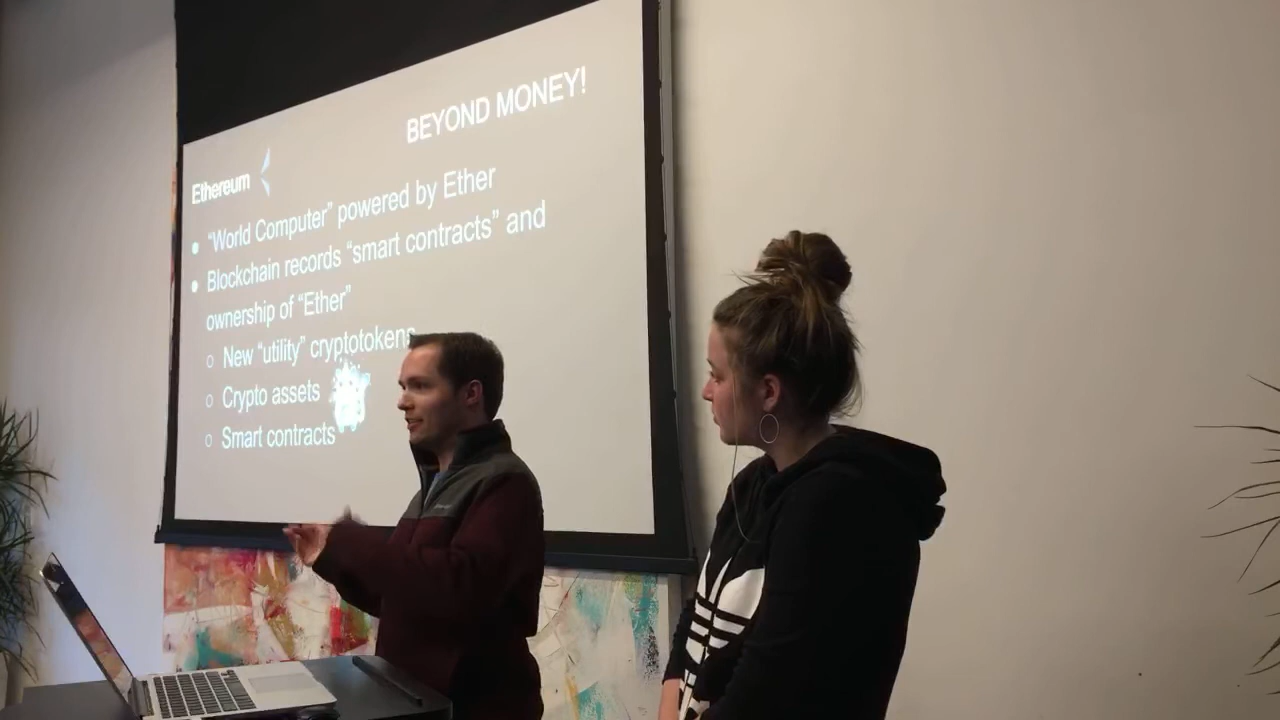 BEYOND MONEY!
Ethereum
● "World Computer" powered by Ether
● Blockchain records "smart contracts" and
ownership of "Ether"
○ New "utility" cryptotokens
○ Crypto assets
○ Smart contracts